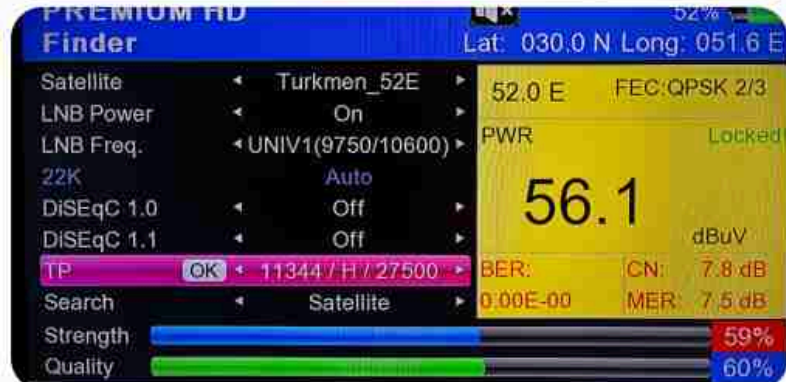 PREMIUM HD 52%
Finder Lat: 030.0 N Long: 051.6 E
Satellite Turkmen_52E
LNB Power On
LNB Freq. UNIV1(9750/10600)
22K Auto
DiSEqC 1.0 Off
DiSEqC 1.1 Off
TP OK 11344 / H / 27500
Search Satellite
52.0 E FEC:QPSK 2/3
PWR Locked
56.1
dBuV
BER: CN: 7.8 dB
0.00E-00 MER: 7.5 dB
Strength 59%
Quality 60%